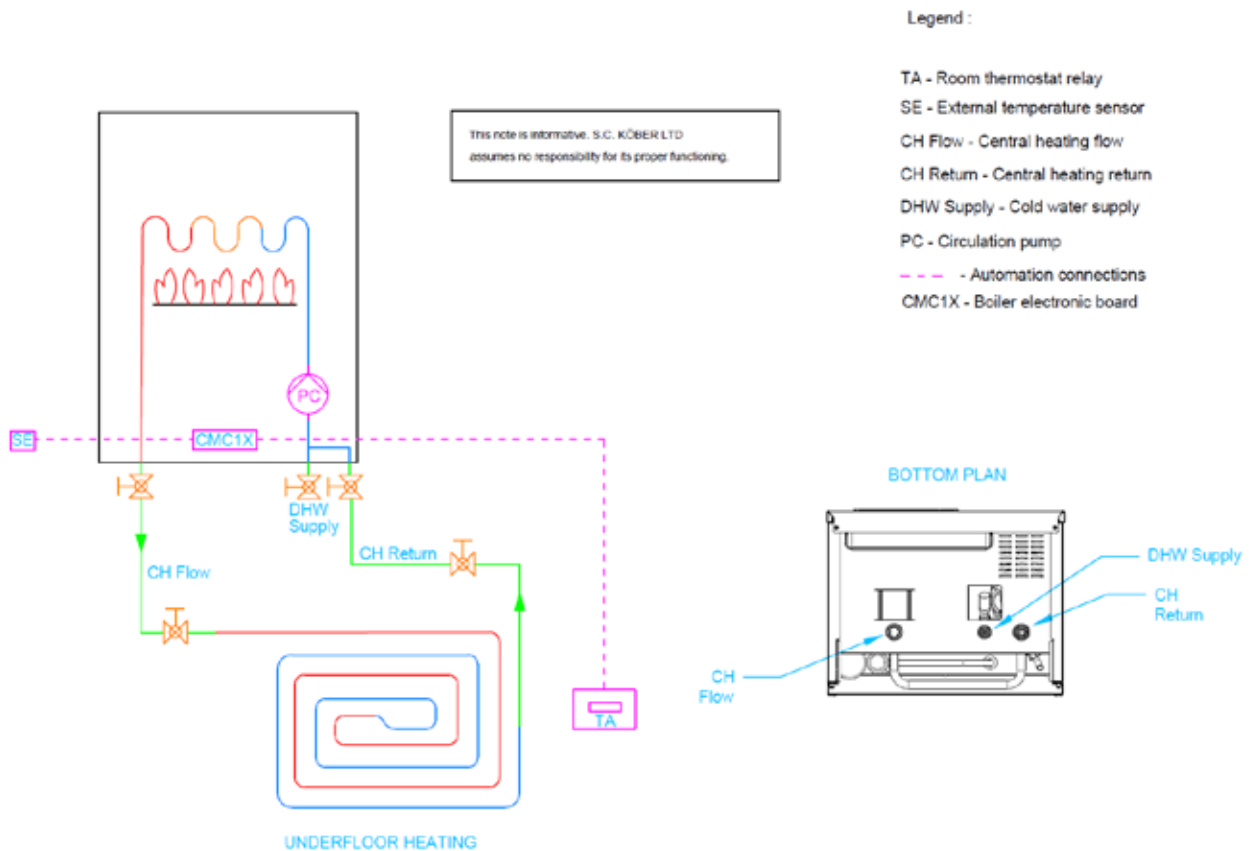 Legend :
TA - Room thermostat relay
SE - External temperature sensor
CH Flow - Central heating flow
CH Return - Central heating return
DHW Supply - Cold water supply
PC - Circulation pump
- Automation connections
CMC1X - Boiler electronic board
This note is informative. S.C. KÖBER LTD
assumes no responsibility for its proper functioning.
PC
SE
CMC1X
DHW
Supply
CH Return
CH Flow
TA
UNDERFLOOR HEATING
BOTTOM PLAN
DHW Supply
CH
Return
CH
Flow